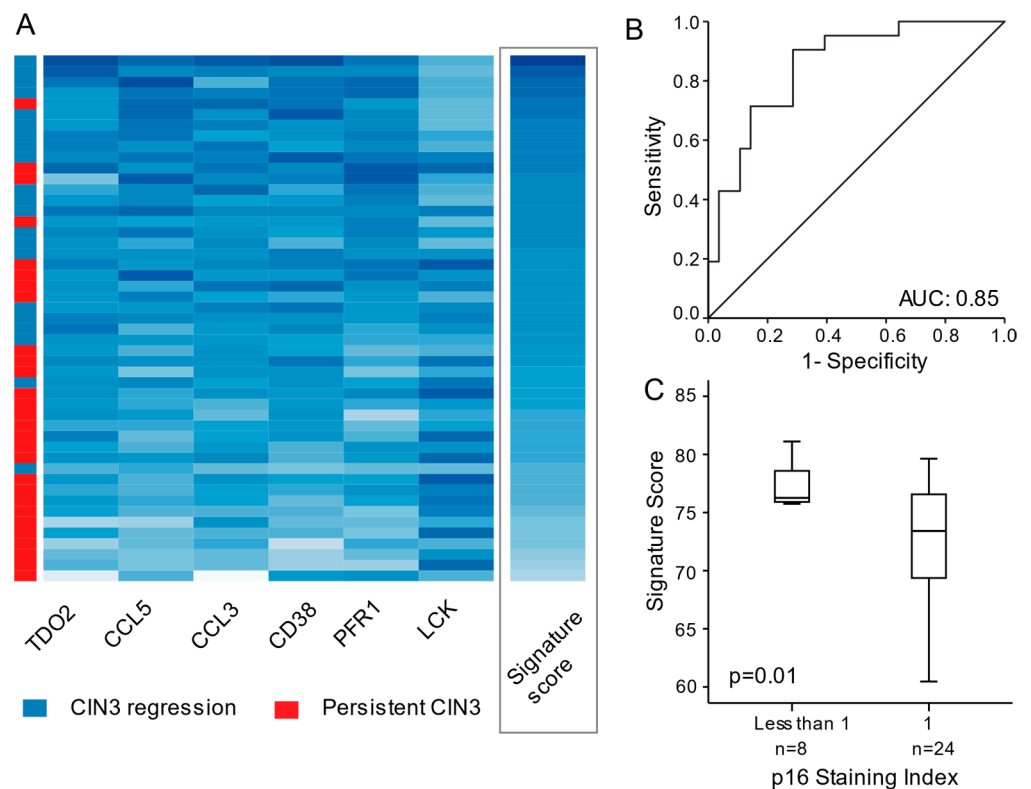 A
TDO2
CCL5
CCL3
CD38
PFR1
LCK
Signature
score
CIN3 regression
Persistent CIN3
B
1.0
0.8
0.6
0.4
0.2
0.0
Sensitivity
AUC: 0.85
0.0 0.2 0.4 0.6 0.8 1.0
1- Specificity
C
85
80
75
70
65
60
Signature Score
p=0.01
Less than 1 1
n=8 n=24
p16 Staining Index